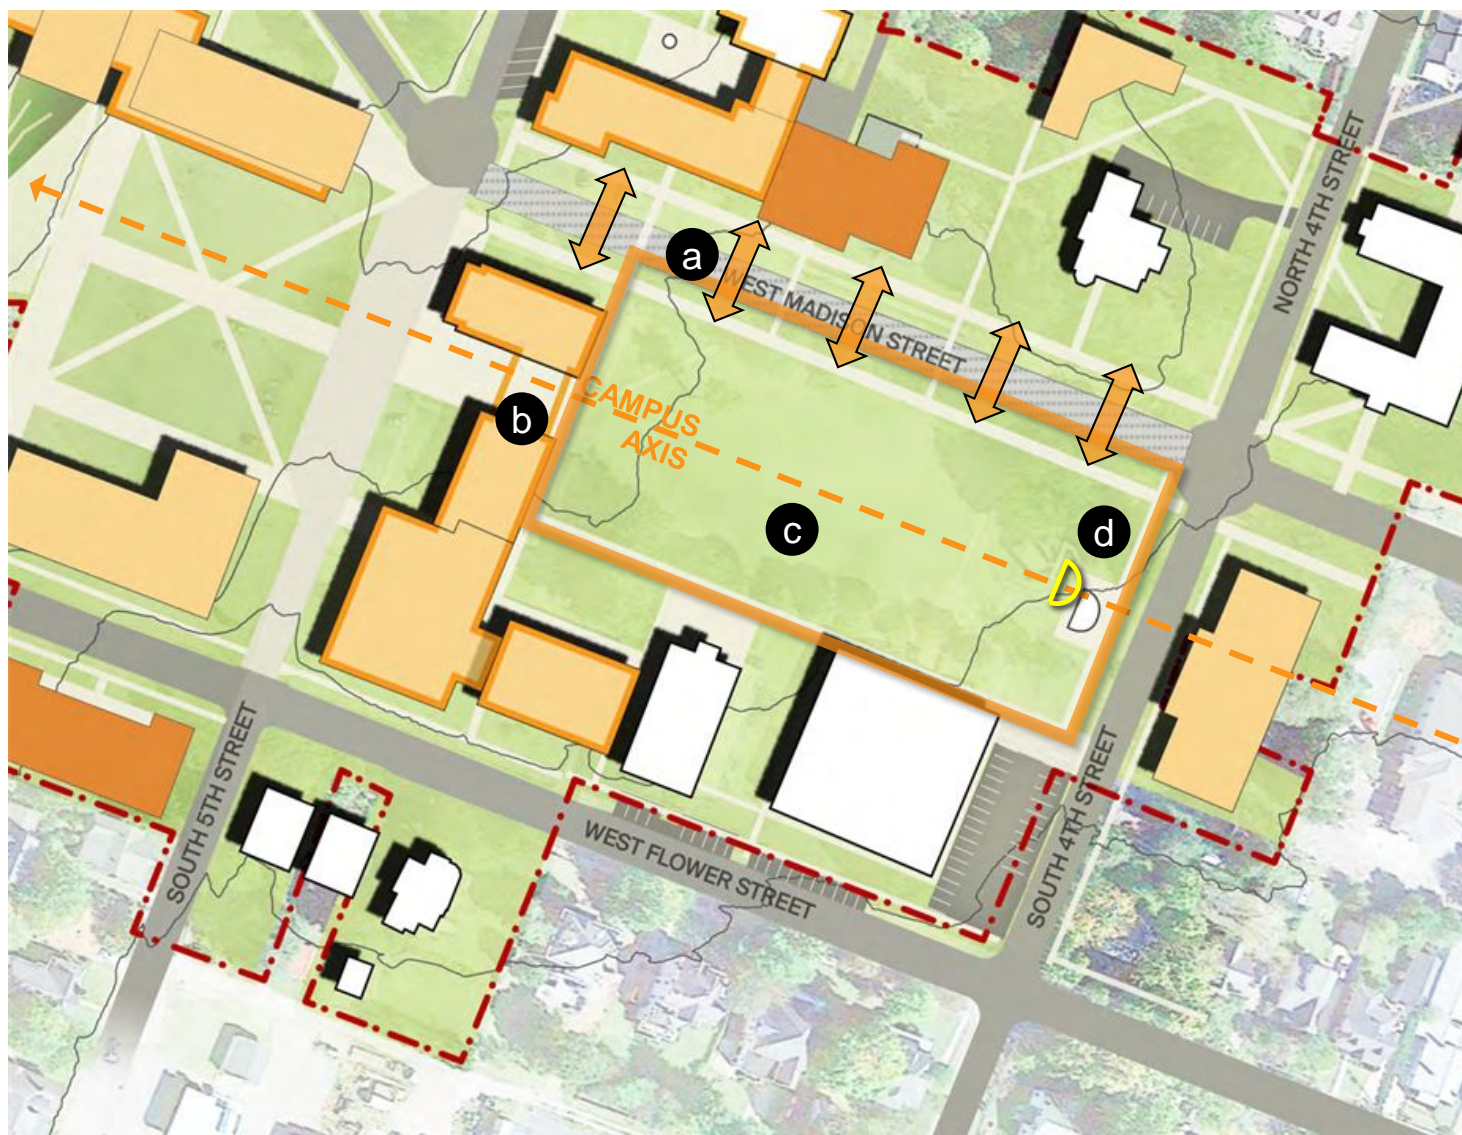 NORTH 4TH STREET
a
WEST MADISON STREET
b
CAMPUS
AXIS
c
d
SOUTH 5TH STREET
WEST FLOWER STREET
SOUTH 4TH STREET